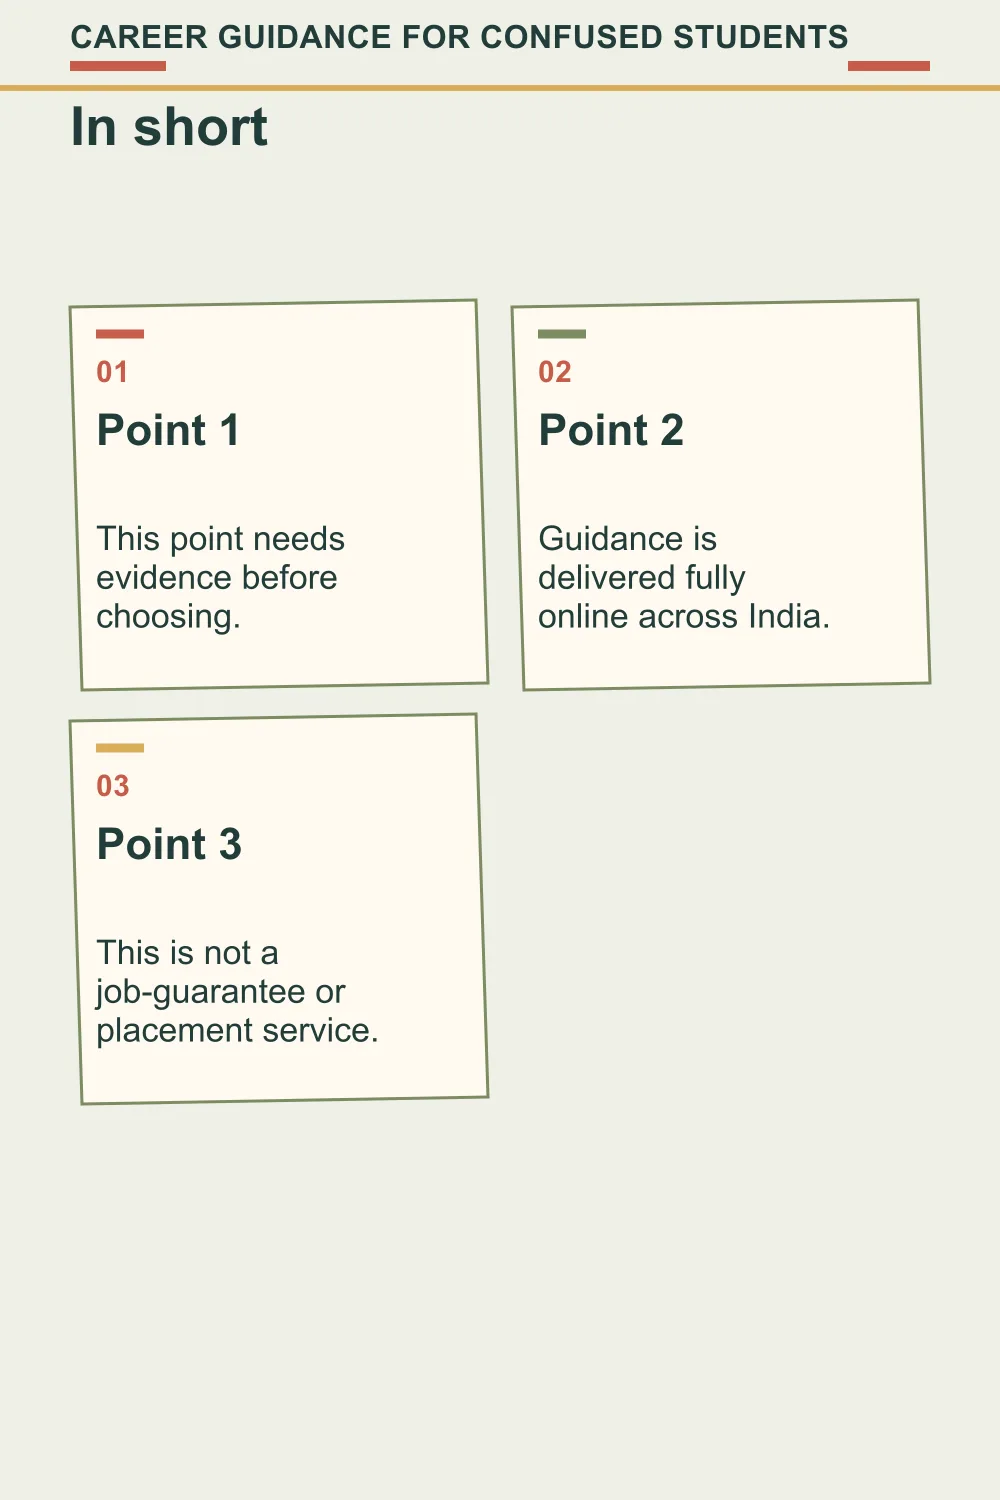 CAREER GUIDANCE FOR CONFUSED STUDENTS
In short
01
Point 1
This point needs
evidence before
choosing.
02
Point 2
Guidance is
delivered fully
online across India.
03
Point 3
This is not a
job-guarantee or
placement service.